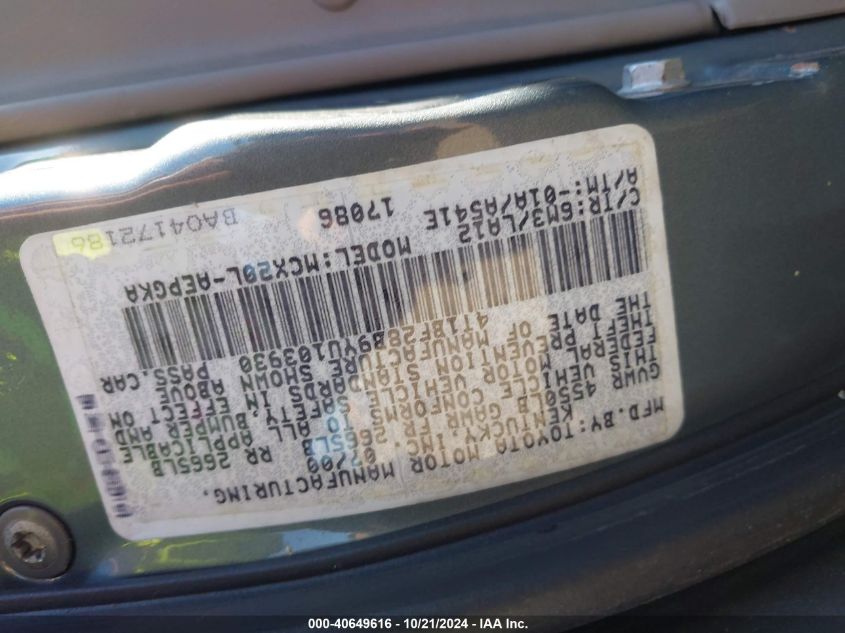 MFD.BY:TOYOTA MOTOR MANUFACTURING,
KENTUCKY,INC. 07/00
GVWR 4550LB GAWR 2665LB RR 2665LB
THIS VEHICLE CONFORMS TO ALL APPLICABLE
FEDERAL MOTOR VEHICLE SAFETY, BUMPER AND
THEFT PREVENTION STANDARDS IN EFFECT ON
THE DATE OF MANUFACTURE SHOWN ABOVE.
4T1BF28B9YU103930 PASS.CAR
C/TR:6M3/LA12 MODEL:MCX20L-AEPGKA
A/TM:-01A/A541E 17086 BA04172186
000-40649616 - 10/21/2024 - IAA Inc.